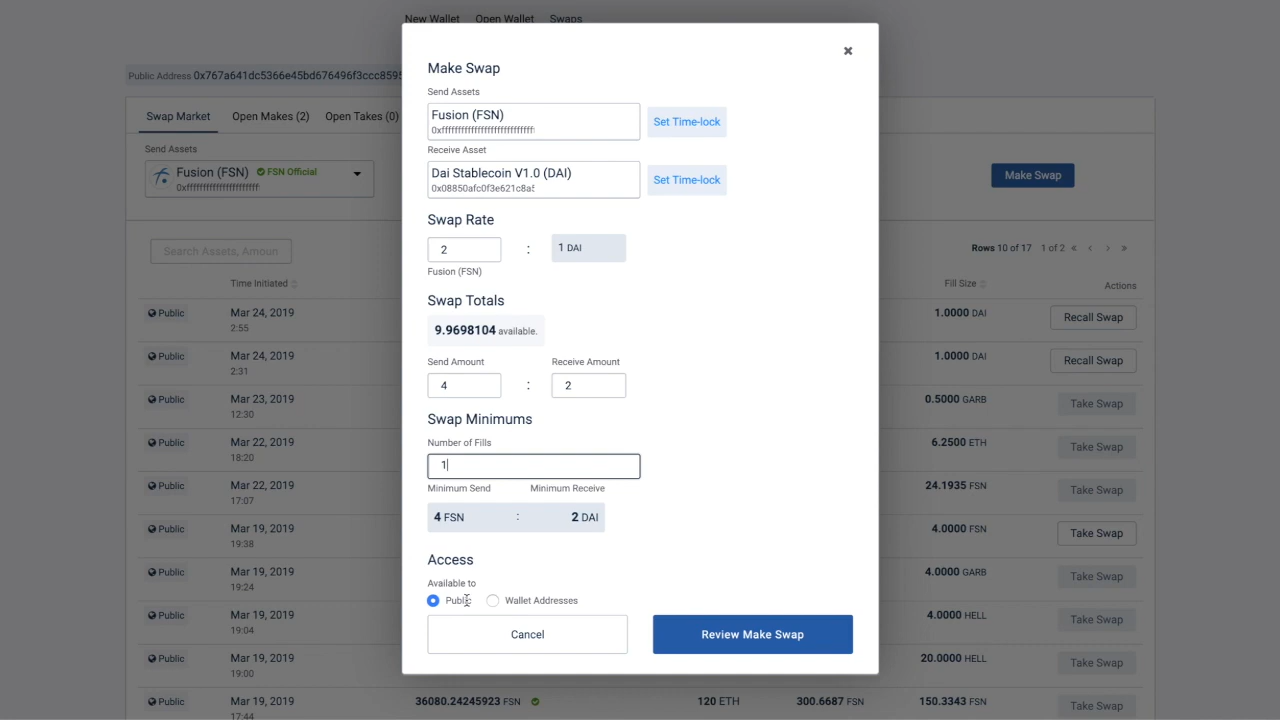 New Wallet Open Wallet Swaps
Public Address 0x767a641dc5366e45bd676496f3ccc8595
Swap Market Open Makes (2) Open Takes (0)
Send Assets
Fusion (FSN) FSN Official
Make Swap
Search Assets, Amoun
Rows 10 of 17 1 of 2 « ‹ › »
Time Initiated Fill Size Actions
Public Mar 24, 2019 1.0000 DAI Recall Swap
2:55
Public Mar 24, 2019 1.0000 DAI Recall Swap
2:31
Public Mar 23, 2019 0.5000 GARB Take Swap
12:30
Public Mar 22, 2019 6.2500 ETH Take Swap
18:20
Public Mar 22, 2019 24.1935 FSN Take Swap
17:07
Public Mar 19, 2019 4.0000 FSN Take Swap
19:38
Public Mar 19, 2019 4.0000 GARB Take Swap
19:24
Public Mar 19, 2019 4.0000 HELL Take Swap
19:04
Public Mar 19, 2019 20.0000 HELL Take Swap
19:00
Public Mar 19, 2019 36080.24245923 FSN 120 ETH 300.6687 FSN 150.3343 FSN Take Swap
17:44
Make Swap
Send Assets
Fusion (FSN) Set Time-lock
Receive Asset
Dai Stablecoin V1.0 (DAI) Set Time-lock
0x08850afc0f3e621c8af
Swap Rate
2 : 1 DAI
Fusion (FSN)
Swap Totals
9.9698104 available.
Send Amount Receive Amount
4 : 2
Swap Minimums
Number of Fills
1
Minimum Send Minimum Receive
4 FSN : 2 DAI
Access
Available to
Public Wallet Addresses
Cancel Review Make Swap